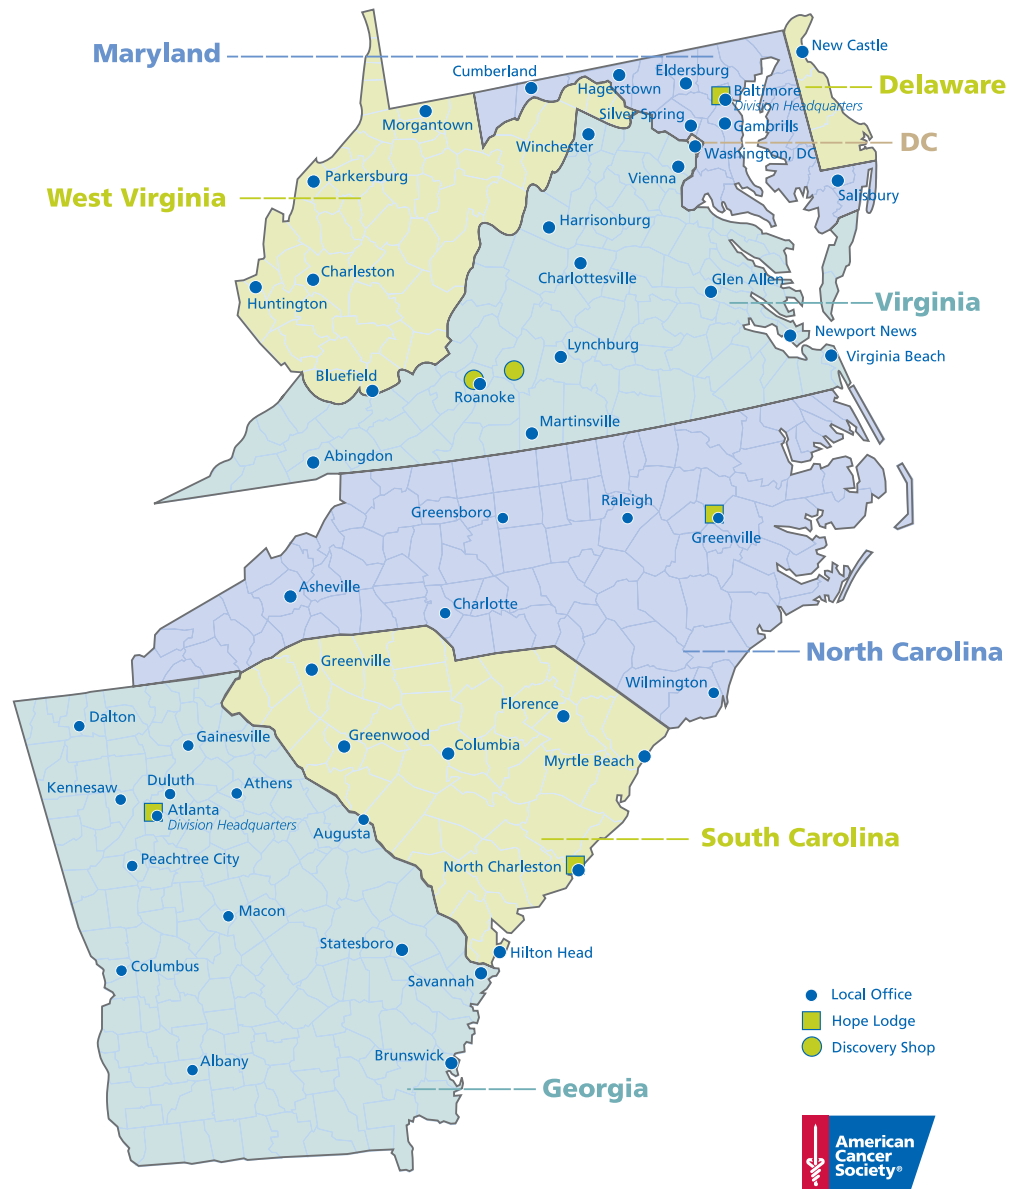 New Castle
Maryland
Cumberland
Eldersburg
Hagerstown
Delaware
Baltimore
Division Headquarters
Morgantown
Silver Spring
Gambrills
DC
Winchester
Washington, DC
Vienna
Parkersburg
West Virginia
Salisbury
Harrisonburg
Charleston
Charlottesville
Glen Allen
Huntington
Virginia
Newport News
Lynchburg
Virginia Beach
Bluefield
Roanoke
Martinsville
Abingdon
Raleigh
Greensboro
Greenville
Asheville
Charlotte
North Carolina
Greenville
Wilmington
Florence
Dalton
Gainesville
Greenwood
Columbia
Myrtle Beach
Kennesaw
Duluth
Athens
Atlanta
Division Headquarters
Augusta
South Carolina
Peachtree City
North Charleston
Macon
Statesboro
Hilton Head
Columbus
Savannah
Local Office
Hope Lodge
Discovery Shop
Albany
Brunswick
Georgia
American
Cancer
Society®